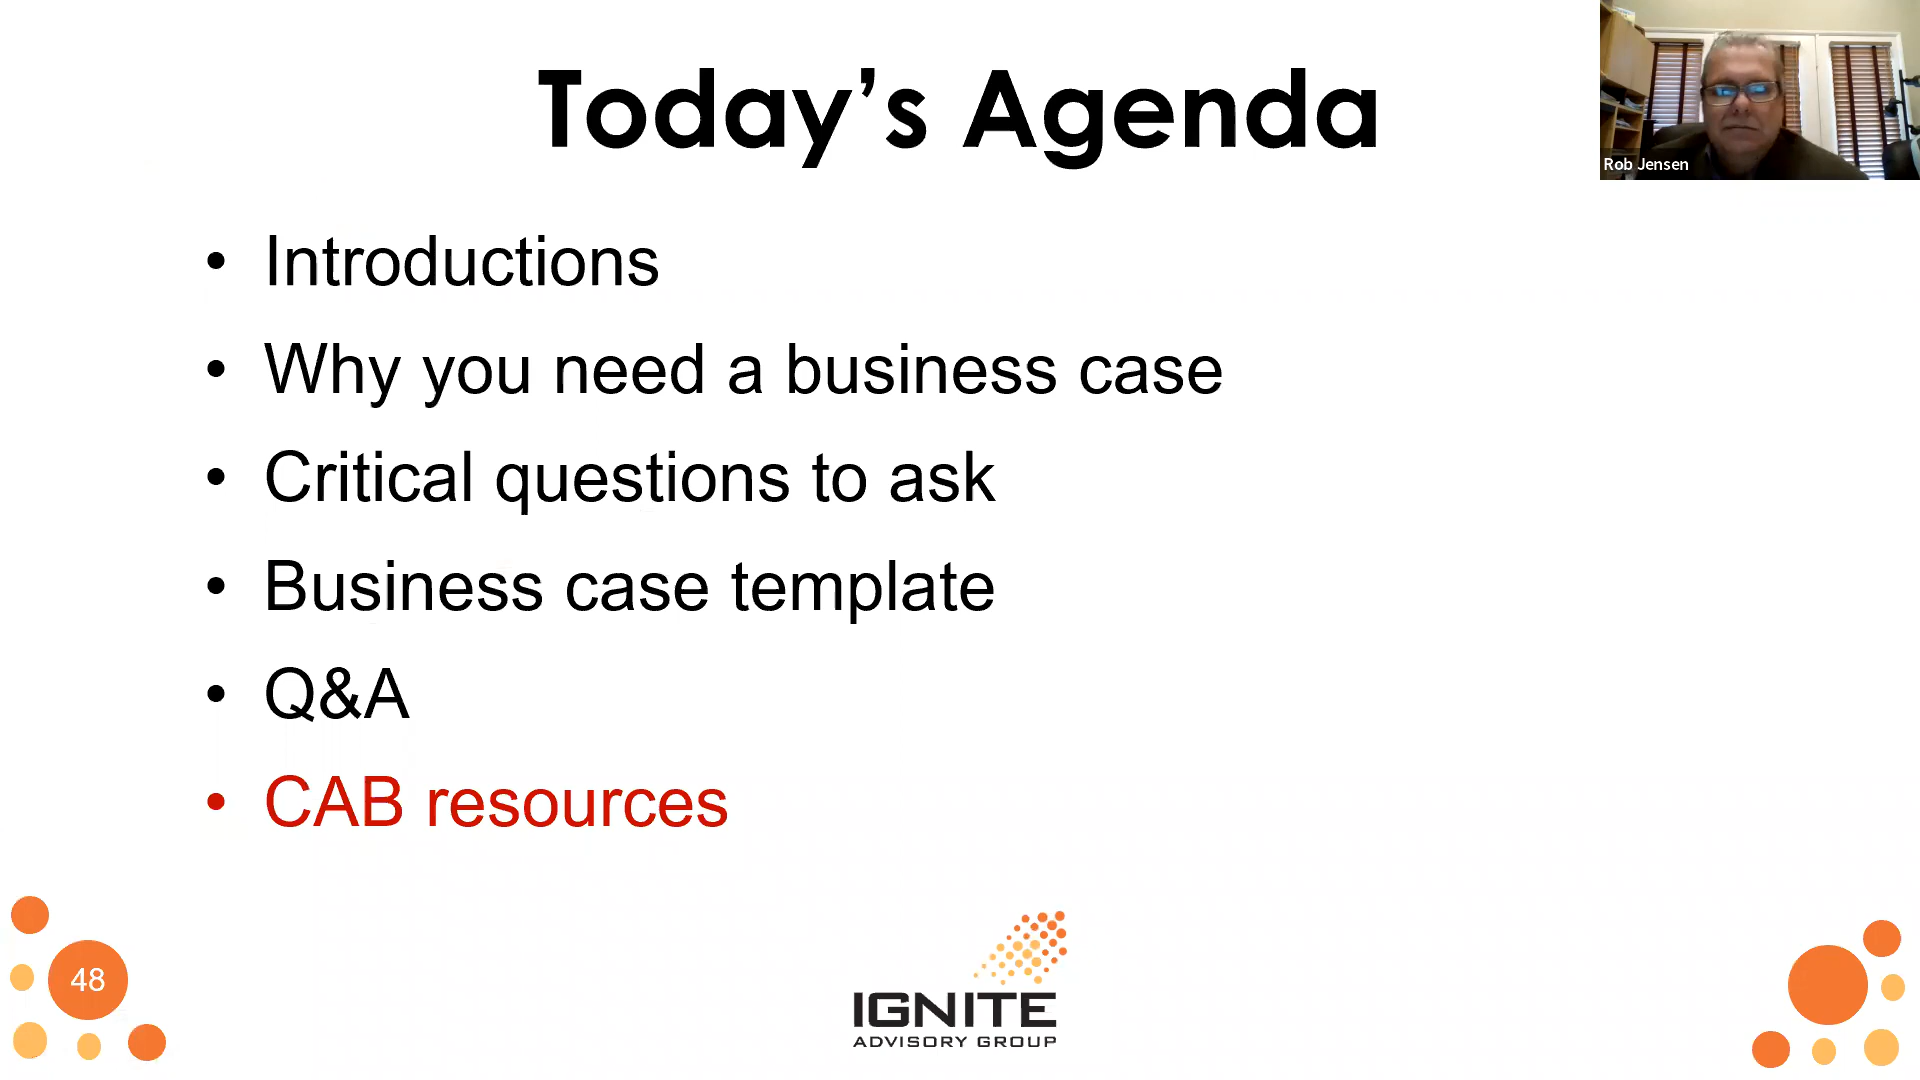 Today’s Agenda
Rob Jensen
• Introductions
• Why you need a business case
• Critical questions to ask
• Business case template
• Q&A
• CAB resources
48
IGNITE
ADVISORY GROUP